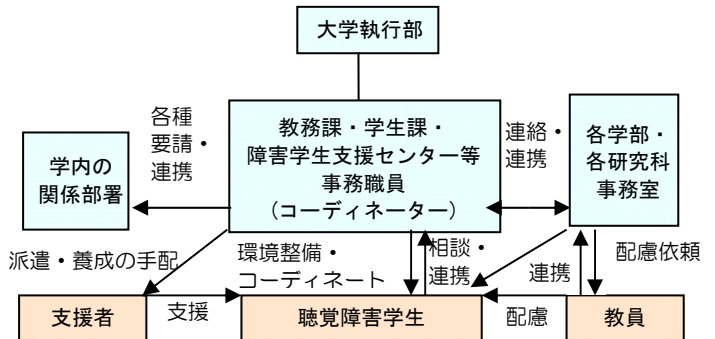 大学執行部
各種
要請・
連携
教務課・学生課・
障害学生支援センター等
事務職員
（コーディネーター）
連絡・
連携
各学部・
各研究科
事務室
学内の
関係部署
派遣・養成の手配
環境整備・
コーディネート
相談・
連携
連携
配慮依頼
支援者
支援
聴覚障害学生
配慮
教員